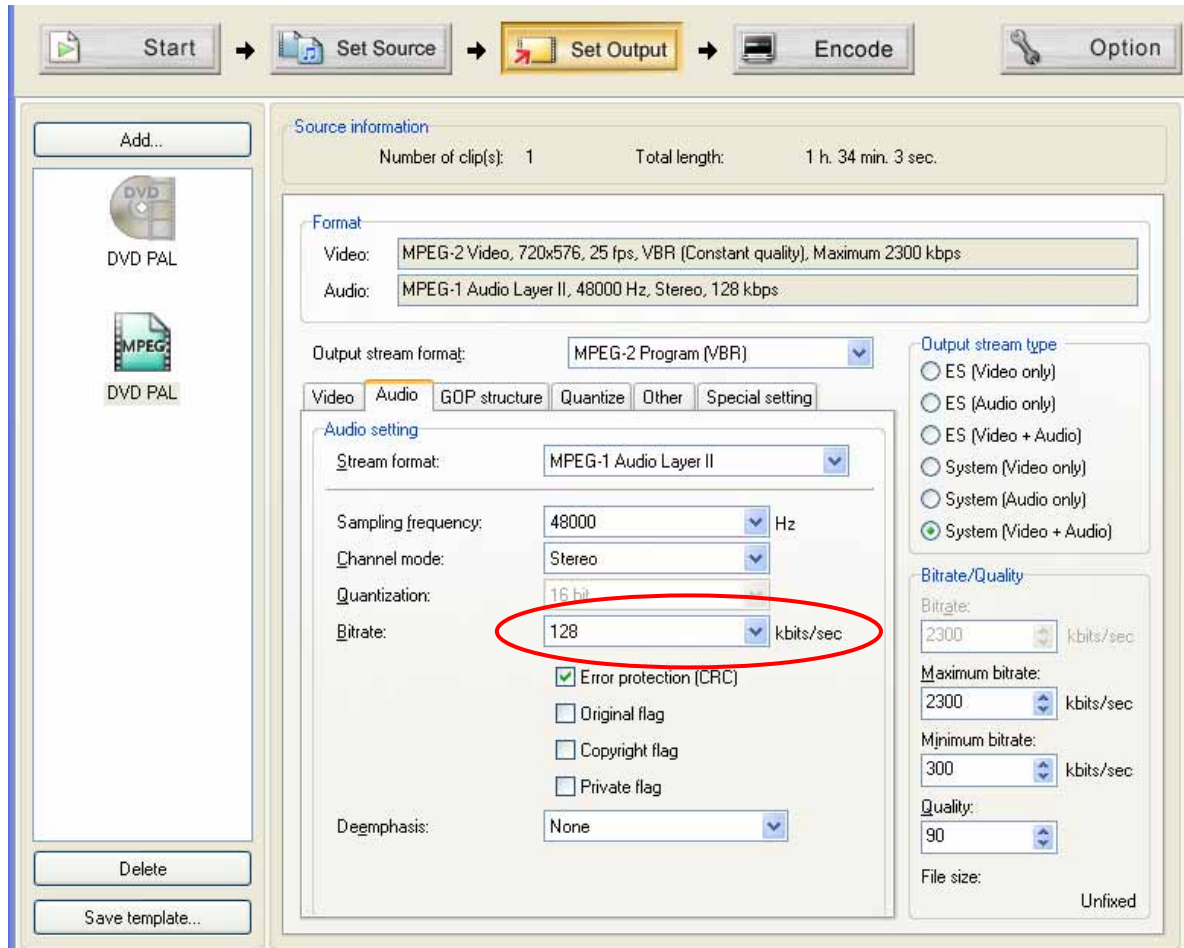 Start
Set Source
Set Output
Encode
Option
Add...
DVD
DVD PAL
MPEG
DVD PAL
Delete
Save template...
Source information
Number of clip(s): 1 Total length: 1 h. 34 min. 3 sec.
Format
Video: MPEG-2 Video, 720x576, 25 fps, VBR (Constant quality), Maximum 2300 kbps
Audio: MPEG-1 Audio Layer II, 48000 Hz, Stereo, 128 kbps
Output stream format: MPEG-2 Program (VBR)
Video Audio GOP structure Quantize Other Special setting
Audio setting
Stream format: MPEG-1 Audio Layer II
Sampling frequency: 48000 Hz
Channel mode: Stereo
Quantization: 16 bit
Bitrate: 128 kbits/sec
Error protection (CRC)
Original flag
Copyright flag
Private flag
Deemphasis: None
Output stream type
ES (Video only)
ES (Audio only)
ES (Video + Audio)
System (Video only)
System (Audio only)
System (Video + Audio)
Bitrate/Quality
Bitrate:
2300 kbits/sec
Maximum bitrate:
2300 kbits/sec
Minimum bitrate:
300 kbits/sec
Quality:
90
File size:
Unfixed